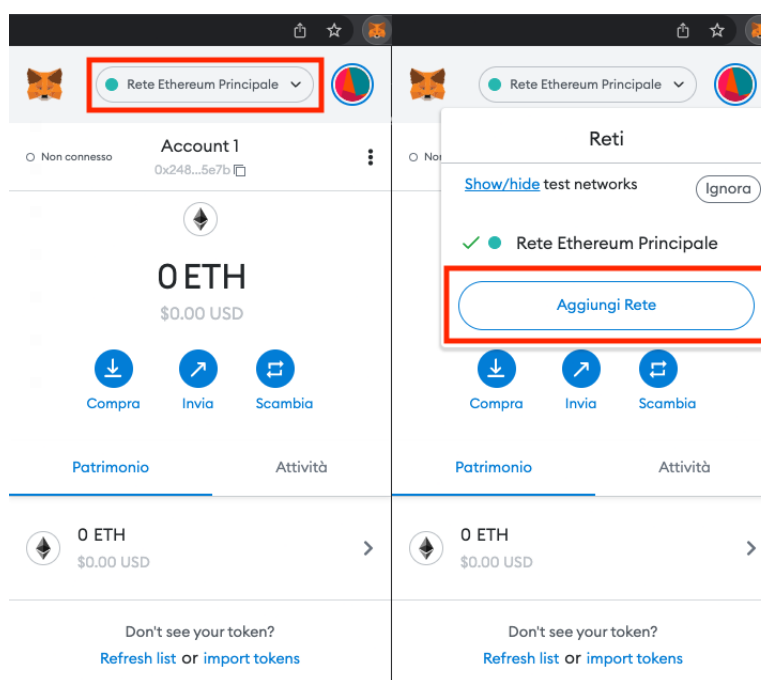 Rete Ethereum Principale
Non connesso
Account 1
0x248...5e7b
0 ETH
$0.00 USD
Compra
Invia
Scambia
Patrimonio
Attività
0 ETH
$0.00 USD
Don't see your token?
Refresh list or import tokens
Rete Ethereum Principale
Reti
Show/hide test networks
Ignora
Rete Ethereum Principale
Aggiungi Rete
Compra
Invia
Scambia
Patrimonio
Attività
0 ETH
$0.00 USD
Don't see your token?
Refresh list or import tokens